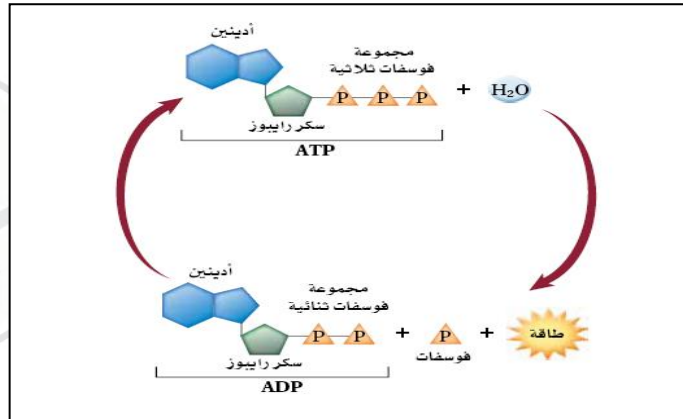 أدينين
مجموعة
فوسفات ثلاثية
P P P + H₂O
سكر رايبوز
ATP
أدينين
مجموعة
فوسفات ثنائية
P P + P + طاقة
فوسفات
سكر رايبوز
ADP